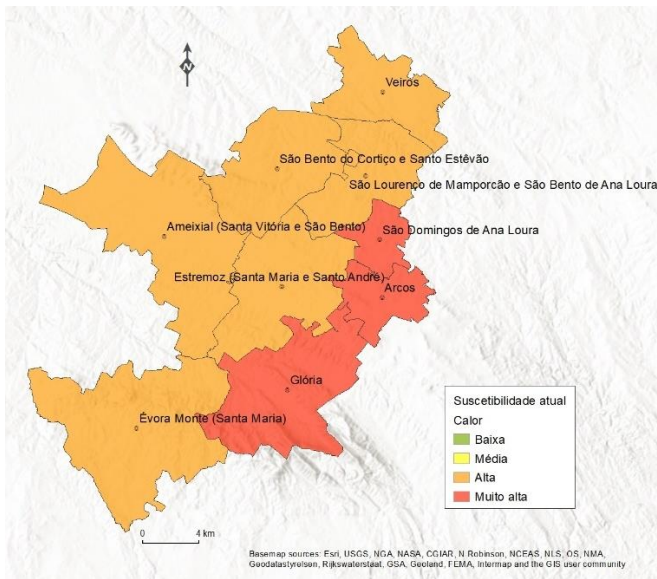 N
Veiros
São Bento do Cortiço e Santo Estêvão
São Lourenço de Mamporcão e São Bento de Ana Loura
Ameixial (Santa Vitória e São Bento)
São Domingos de Ana Loura
Estremoz (Santa Maria e Santo André)
Arcos
Glória
Évora Monte (Santa Maria)
Suscetibilidade atual
Calor
Baixa
Média
Alta
Muito alta
0 4 km
Basemap sources: Esri, USGS, NGA, NASA, CGIAR, N Robinson, NCEAS, NLS, OS, NMA,
Geodatastyrelsen, Rijkswaterstaat, GSA, Geoland, FEMA, Intermap and the GIS user community